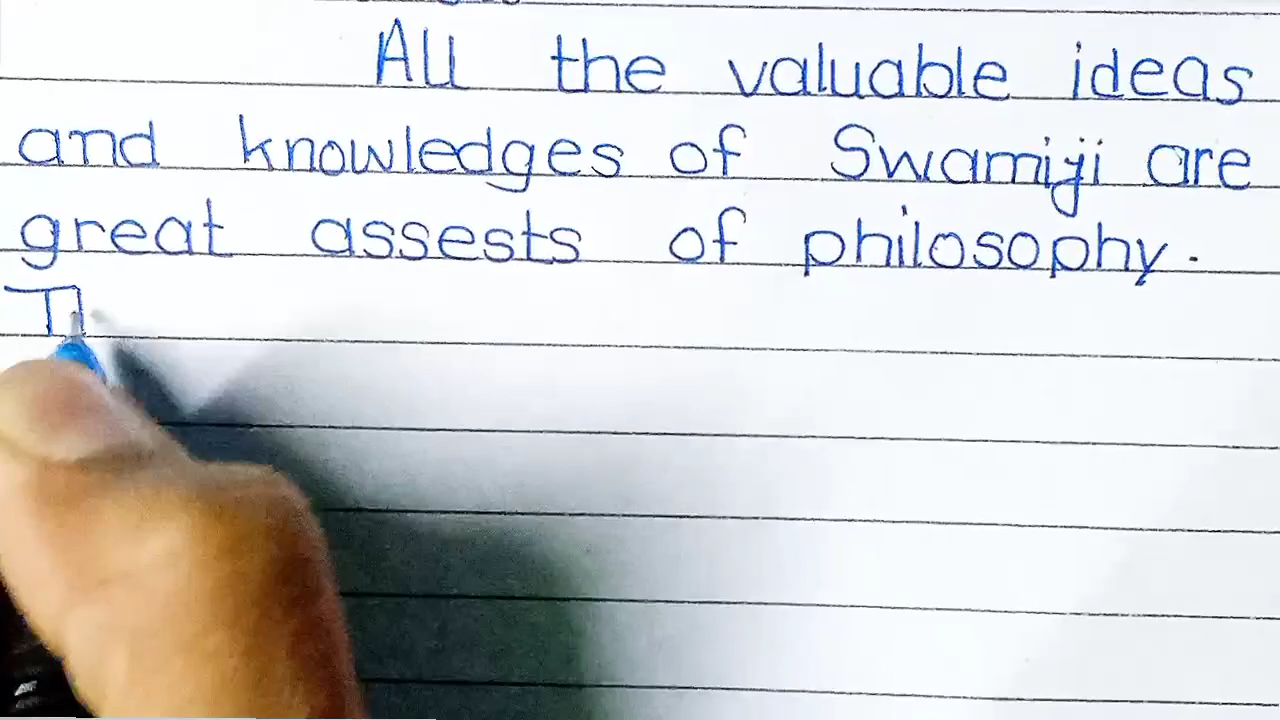 All the valuable ideas
and knowledges of Swamiji are
great assests of philosophy.